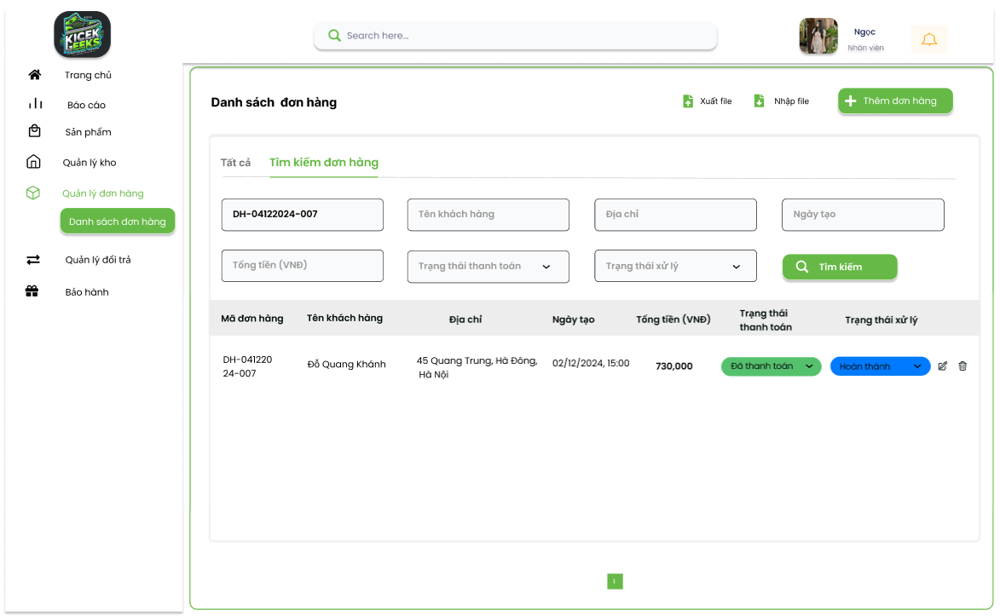 KICEK
GEEKS
Search here...
Ngọc
Nhân viên
Trang chủ
Báo cáo
Sản phẩm
Quản lý kho
Quản lý đơn hàng
Danh sách đơn hàng
Quản lý đổi trả
Bảo hành
Danh sách đơn hàng
Xuất file
Nhập file
Thêm đơn hàng
Tất cả
Tìm kiếm đơn hàng
DH-04122024-007
Tên khách hàng
Địa chỉ
Ngày tạo
Tổng tiền (VNĐ)
Trạng thái thanh toán
Trạng thái xử lý
Tìm kiếm
Mã đơn hàng
Tên khách hàng
Địa chỉ
Ngày tạo
Tổng tiền (VNĐ)
Trạng thái
thanh toán
Trạng thái xử lý
DH-041220
24-007
Đỗ Quang Khánh
45 Quang Trung, Hà Đông,
Hà Nội
02/12/2024, 15:00
730,000
Đã thanh toán
Hoàn thành
1